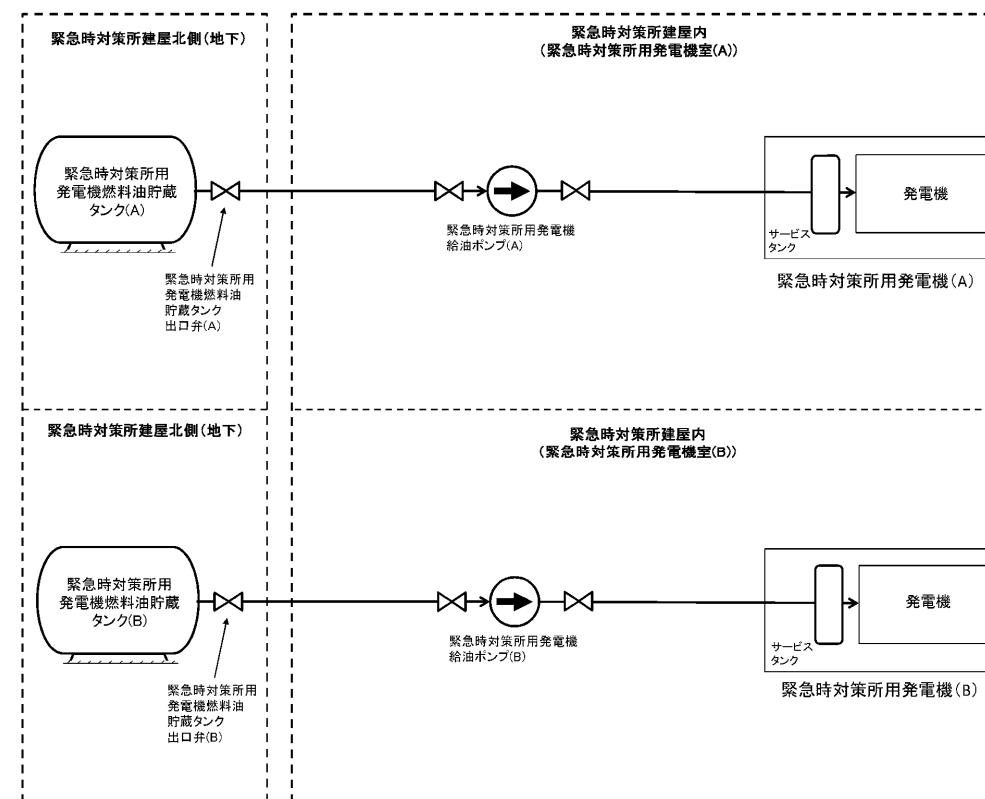 緊急時対策所建屋北側(地下)
緊急時対策所建屋内
(緊急時対策所用発電機室(A))
緊急時対策所用
発電機燃料油貯蔵
タンク(A)
緊急時対策所用
発電機燃料油
貯蔵タンク
出口弁(A)
緊急時対策所用発電機
給油ポンプ(A)
サービス
タンク
発電機
緊急時対策所用発電機(A)
緊急時対策所建屋北側(地下)
緊急時対策所建屋内
(緊急時対策所用発電機室(B))
緊急時対策所用
発電機燃料油貯蔵
タンク(B)
緊急時対策所用
発電機燃料油
貯蔵タンク
出口弁(B)
緊急時対策所用発電機
給油ポンプ(B)
サービス
タンク
発電機
緊急時対策所用発電機(B)